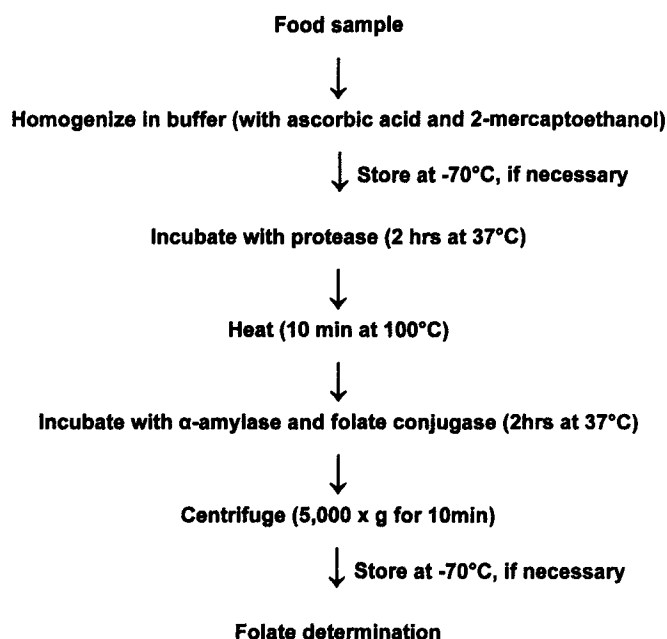 Food sample
Homogenize in buffer (with ascorbic acid and 2-mercaptoethanol)
Store at -70°C, if necessary
Incubate with protease (2 hrs at 37°C)
Heat (10 min at 100°C)
Incubate with α-amylase and folate conjugase (2hrs at 37°C)
Centrifuge (5,000 x g for 10min)
Store at -70°C, if necessary
Folate determination